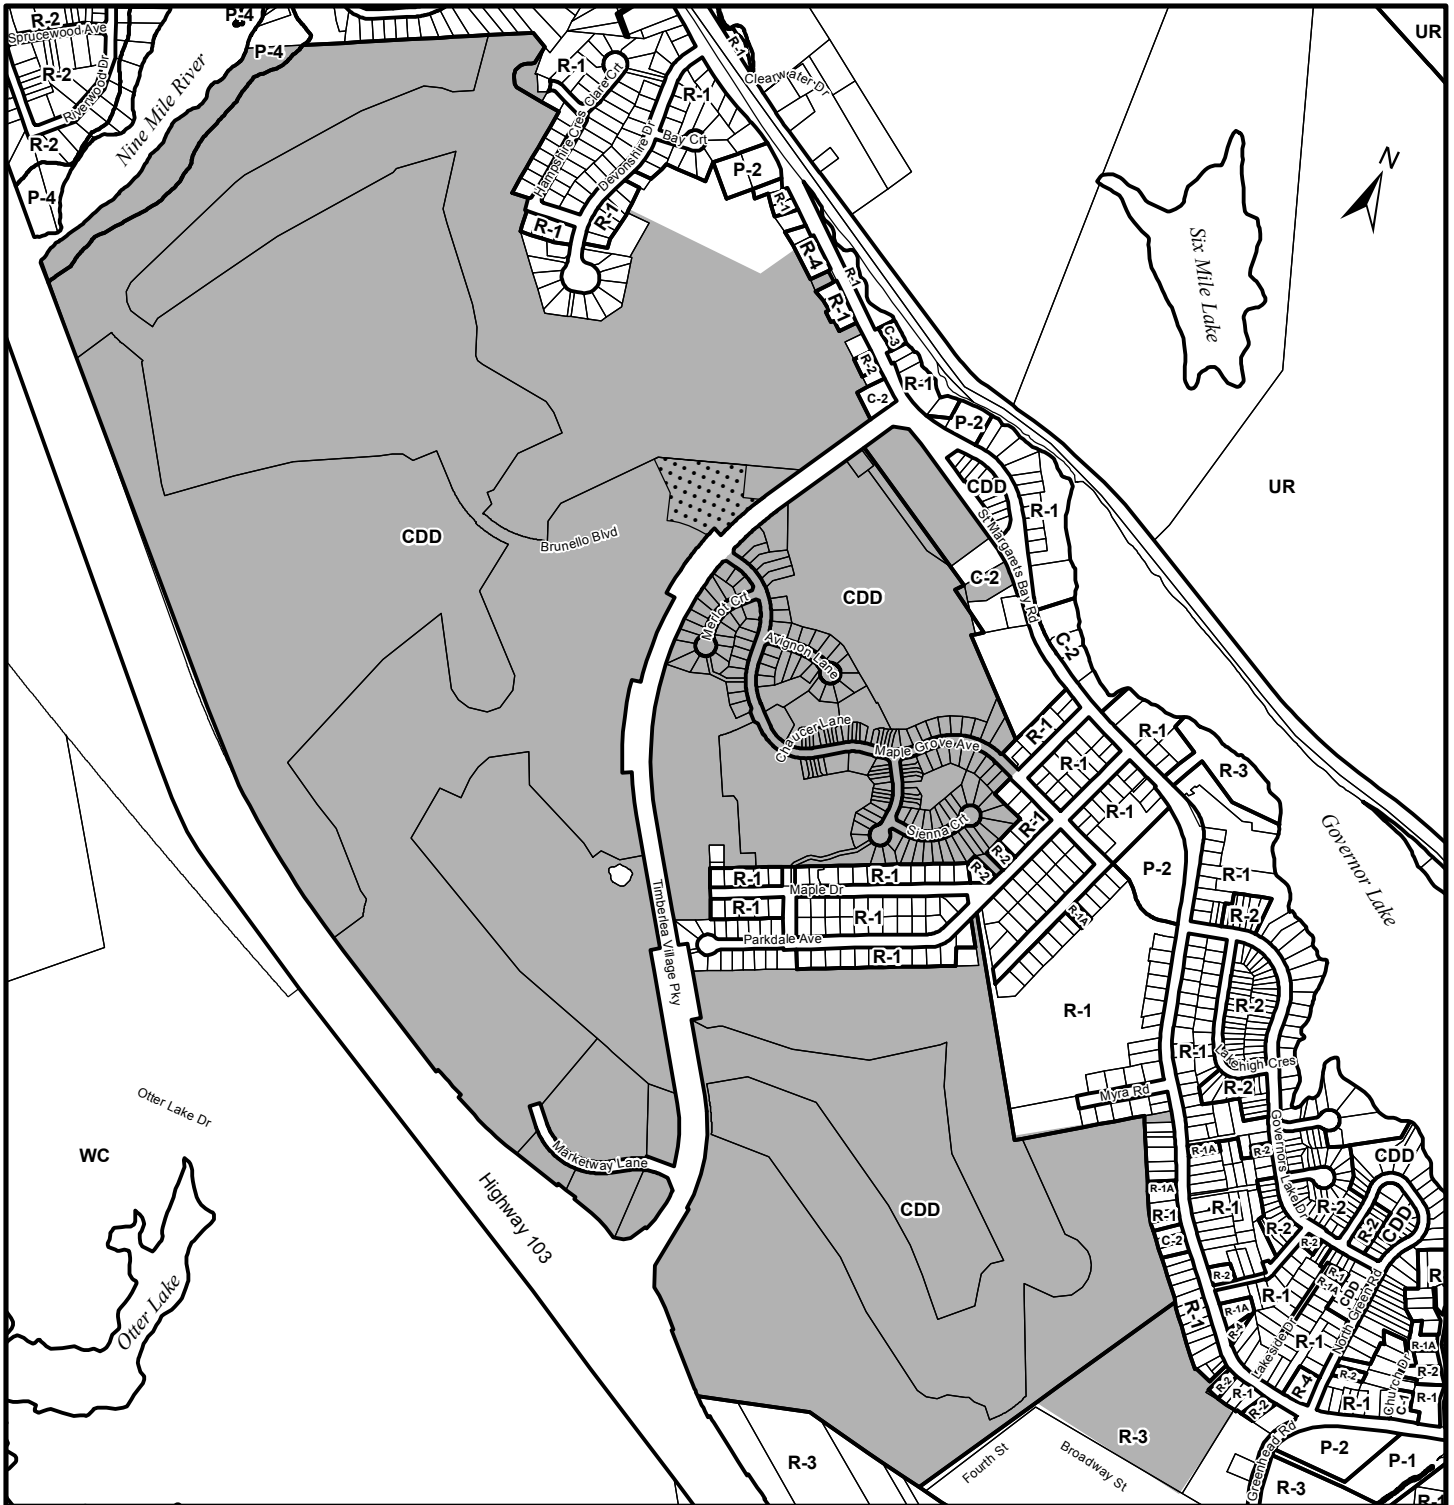 R-2
P-4
UR
Sprucewood Ave
P-4
R-1
R-2
R-1
Clare Crt
Clearwater Dr
Riverwood Dr
Nine Mile River
R-1
R-2
Bay Crt
Hampshire Cres
Devonshire Dr
N
P-2
P-4
R-1
R-1
R-1
R-4
Six Mile Lake
R-1
R-1
C-3
R-2
R-1
C-2
P-2
CDD
UR
R-1
St Margarets Bay Rd
CDD
Brunello Blvd
C-2
CDD
Merlot Crt
Avignon Lane
C-2
Chaucer Lane
Maple Grove Ave
R-1
R-1
R-1
R-3
R-1
Sienna Crt
R-1
R-2
R-2
Governor Lake
P-2
R-1
R-1
R-1
Maple Dr
R-1
R-1
R-1A
R-2
Timberlea Village Pky
Parkdale Ave
R-1
R-1
R-2
R-1
Lakehigh Cres
R-2
Myra Rd
Otter Lake Dr
WC
Marketway Lane
Governors Lake Dr
R-1A
R-2
CDD
R-1A
R-1
R-2
R-1
CDD
Highway 103
R-2
CDD
C-2
R-2
R-2
R-2
R-1
R-1A
R-1
CDD
North Green Rd
R
Otter Lake
R-1
R-1A
R-4
Lakeside Dr
R-1
R-1A
R-2
R-2
Church Dr
R-2
R-1
R-4
R-1
C-1
R-1
R-2
R-3
R-3
Fourth St
Broadway St
Greenhead Rd
P-2
P-1
R-3
R-1